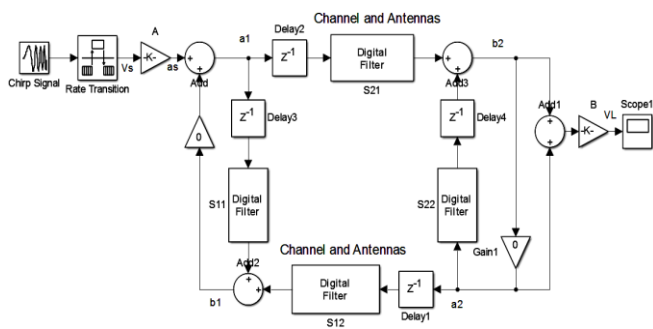 Channel and Antennas
A
a1
Delay2
b2
-K-
z-1
Digital
Filter
Chirp Signal
Rate Transition
Vs
as
Add
S21
Add3
Add1
B
VL
Scope1
-K-
0
z-1
Delay3
z-1
Delay4
S11
Digital
Filter
S22
Digital
Filter
Gain1
0
Add2
Channel and Antennas
Digital
Filter
z-1
b1
S12
Delay1
a2